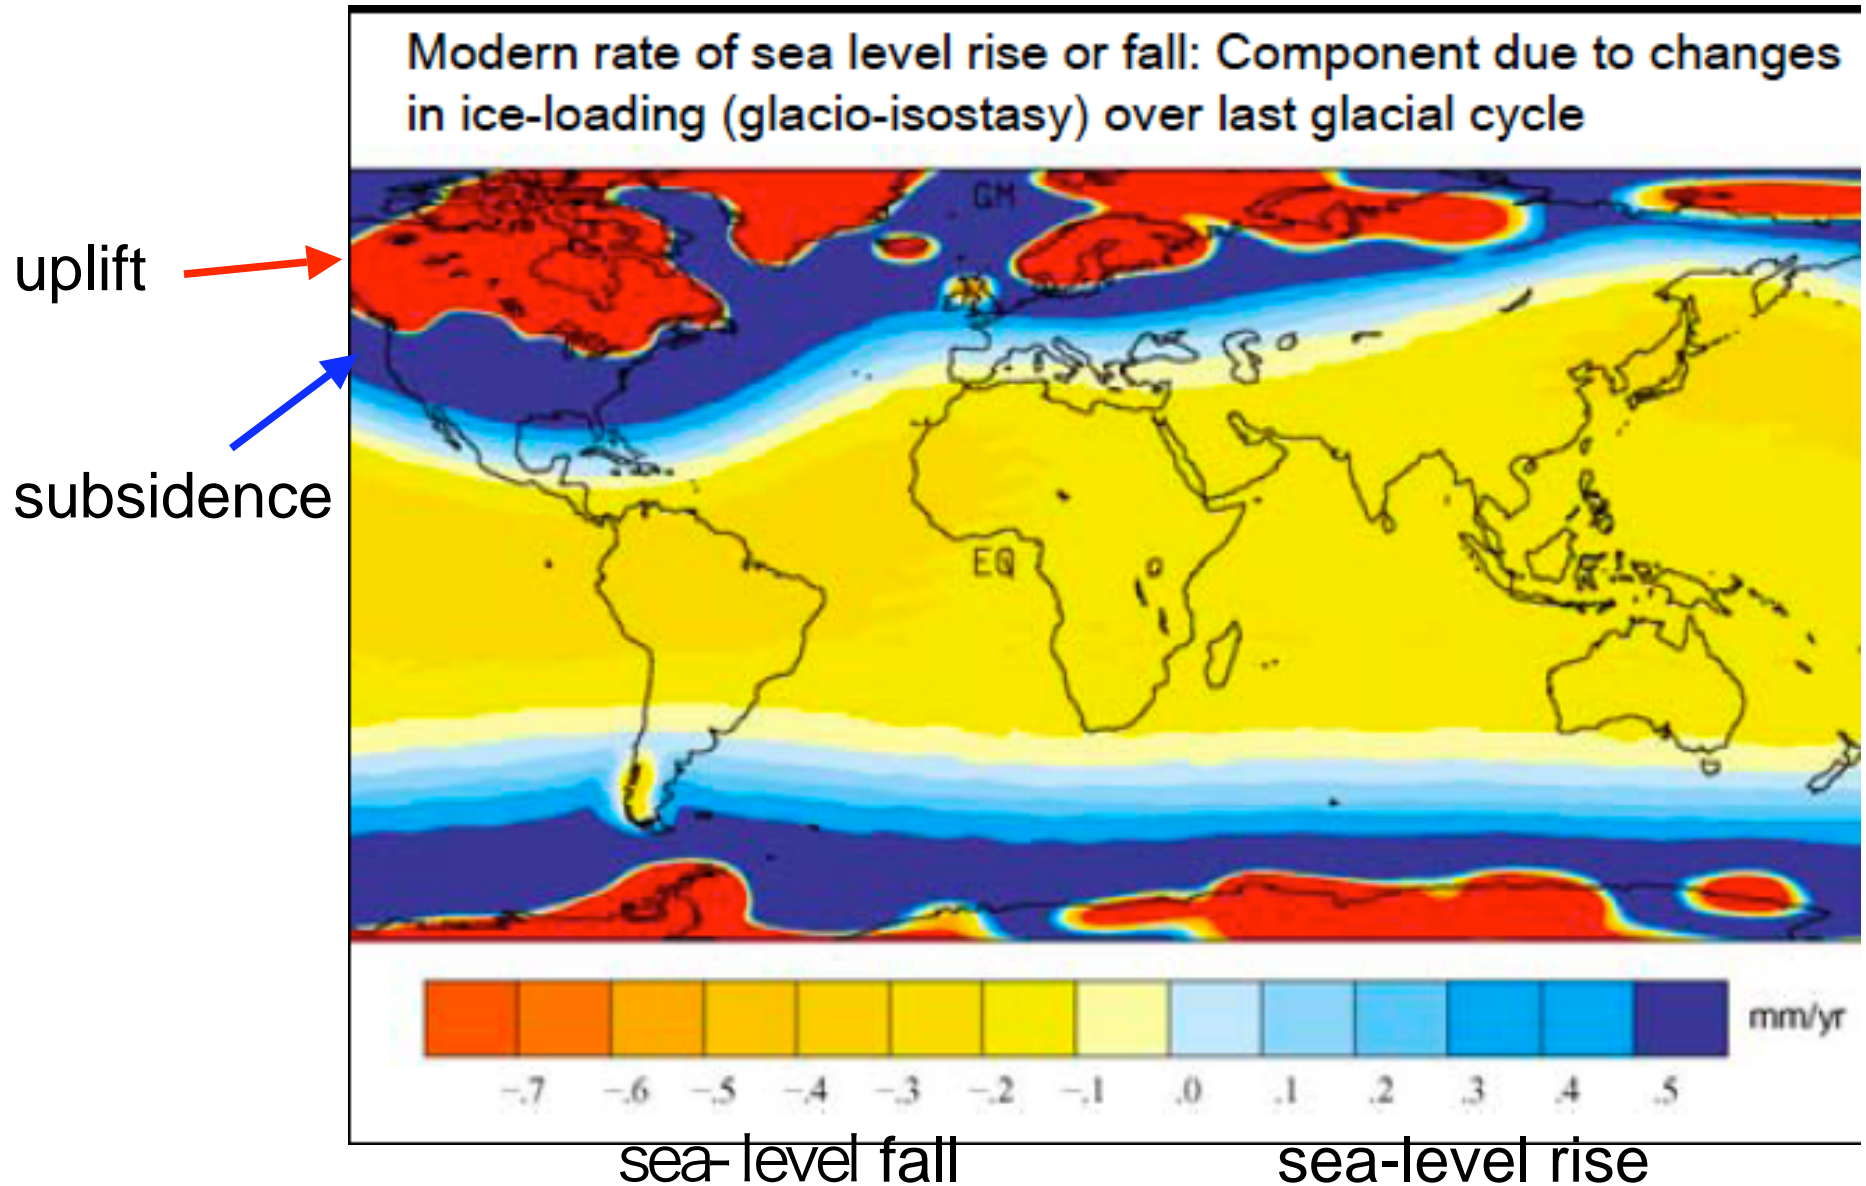 Modern rate of sea level rise or fall: Component due to changes
in ice-loading (glacio-isostasy) over last glacial cycle
GM
uplift
subsidence
EQ
mm/yr
-.7 -.6 -.5 -.4 -.3 -.2 -.1 .0 .1 .2 .3 .4 .5
sea-level fall sea-level rise